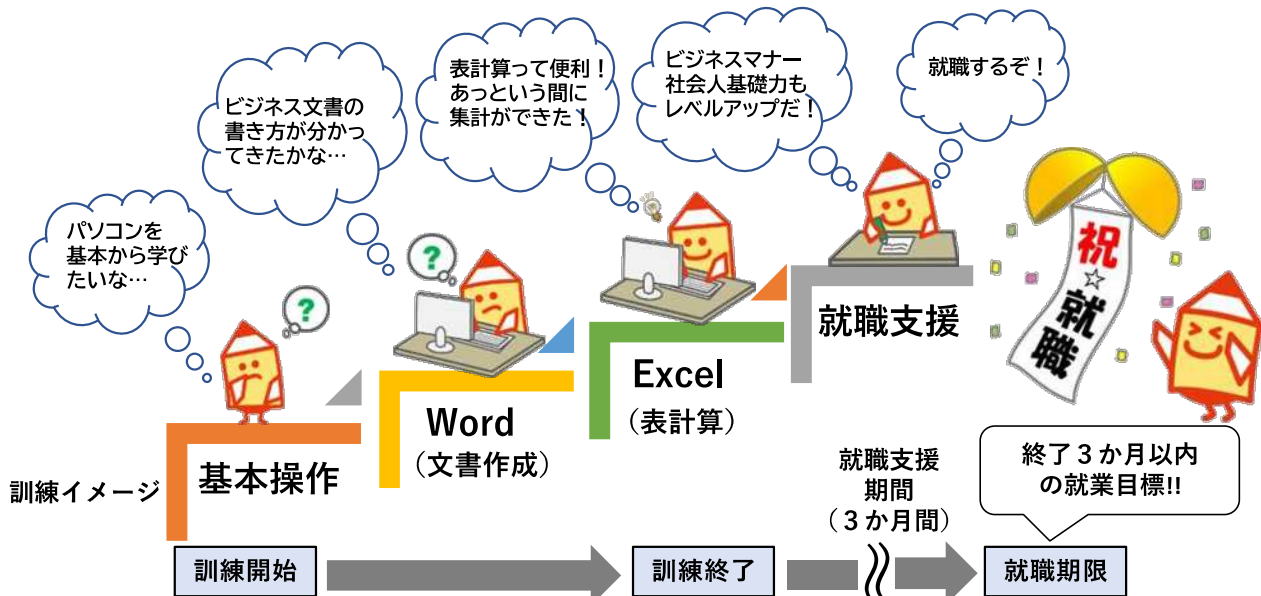 パソコンを
基本から学び
たいな…
?
ビジネス文書の
書き方が分かっ
てきたかな…
?
表計算って便利！
あっという間に
集計ができた！
ビジネスマナー
社会人基礎力も
レベルアップだ！
就職するぞ！
祝☆就職
訓練イメージ
基本操作
Word
（文書作成）
Excel
（表計算）
就職支援
就職支援
期間
（３か月間）
終了３か月以内
の就業目標!!
訓練開始
訓練終了
就職期限